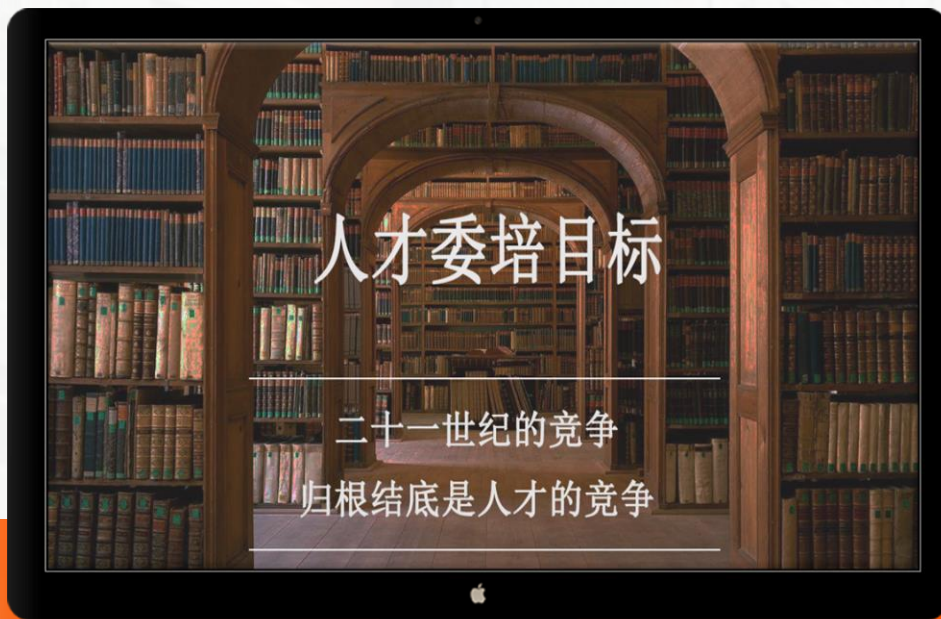 人才委培目标
二十一世纪的竞争
归根结底是人才的竞争